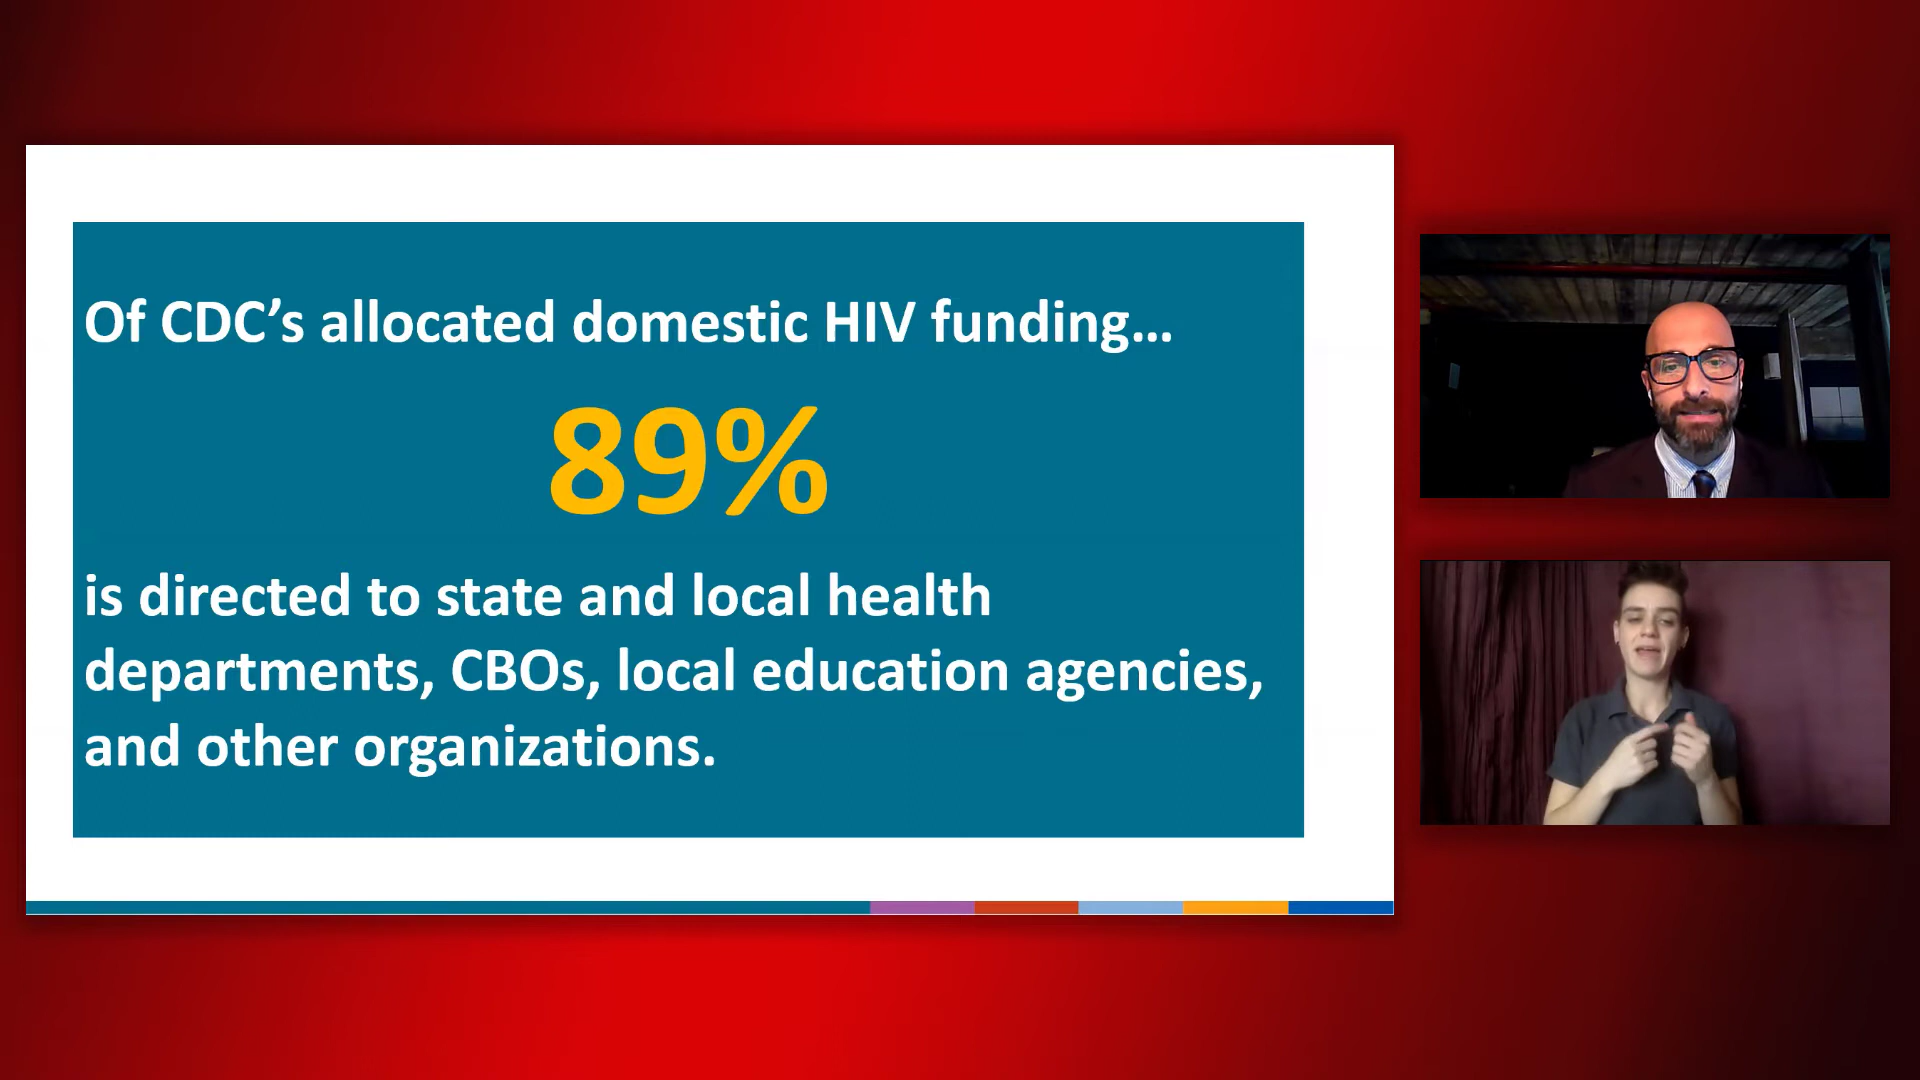 Of CDC’s allocated domestic HIV funding…
89%
is directed to state and local health
departments, CBOs, local education agencies,
and other organizations.